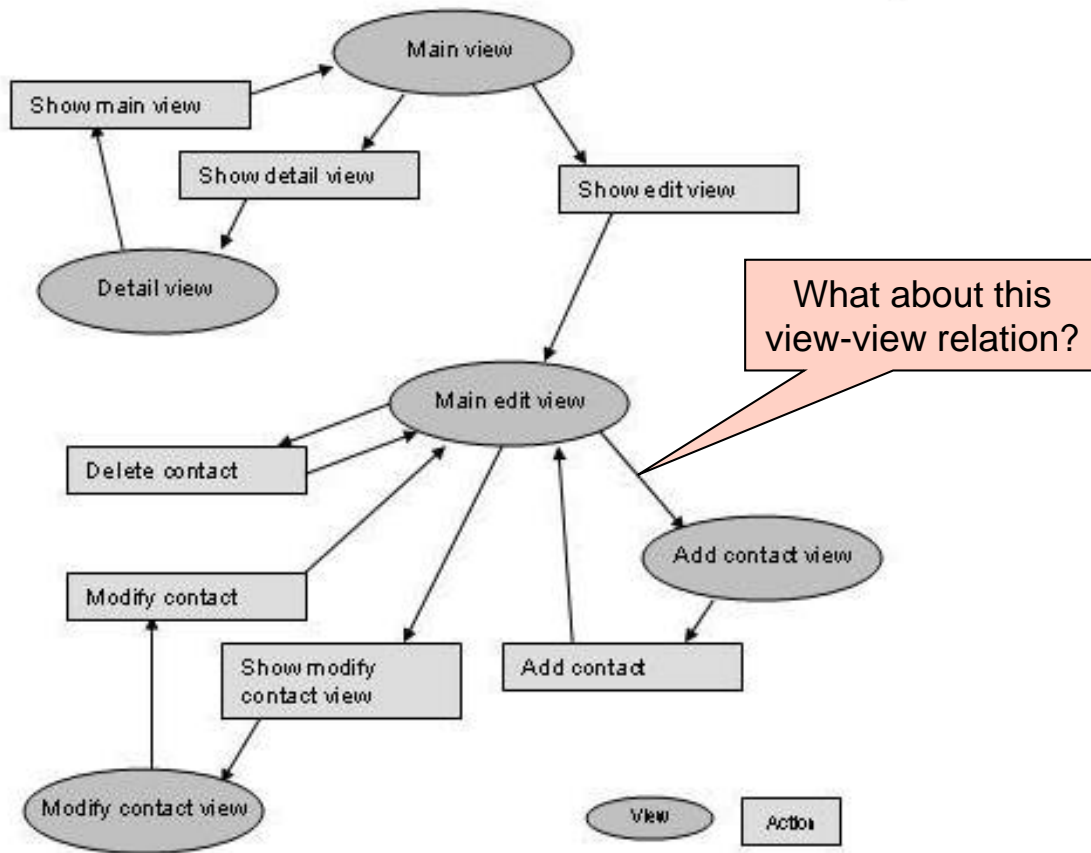 Main view
Show main view
Show detail view
Show edit view
Detail view
What about this
view-view relation?
Main edit view
Delete contact
Add contact view
Modify contact
Show modify
contact view
Add contact
Modify contact view
View
Action